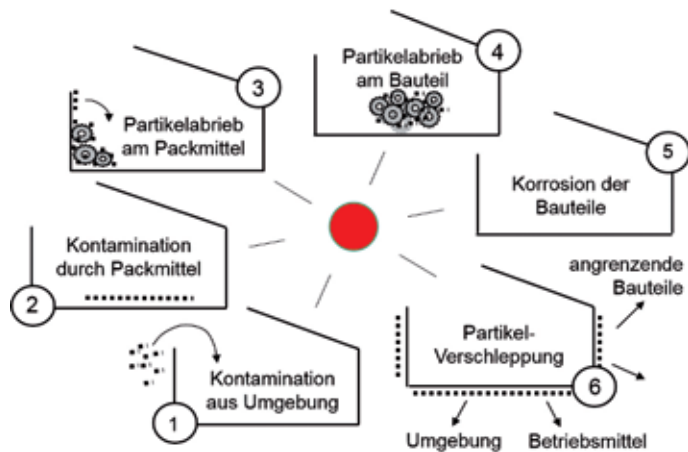 3
Partikelabrieb
am Packmittel
4
Partikelabrieb
am Bauteil
5
Korrosion der
Bauteile
2
Kontamination
durch Packmittel
1
Kontamination
aus Umgebung
6
Partikel-
Verschleppung
angrenzende
Bauteile
Umgebung
Betriebsmittel